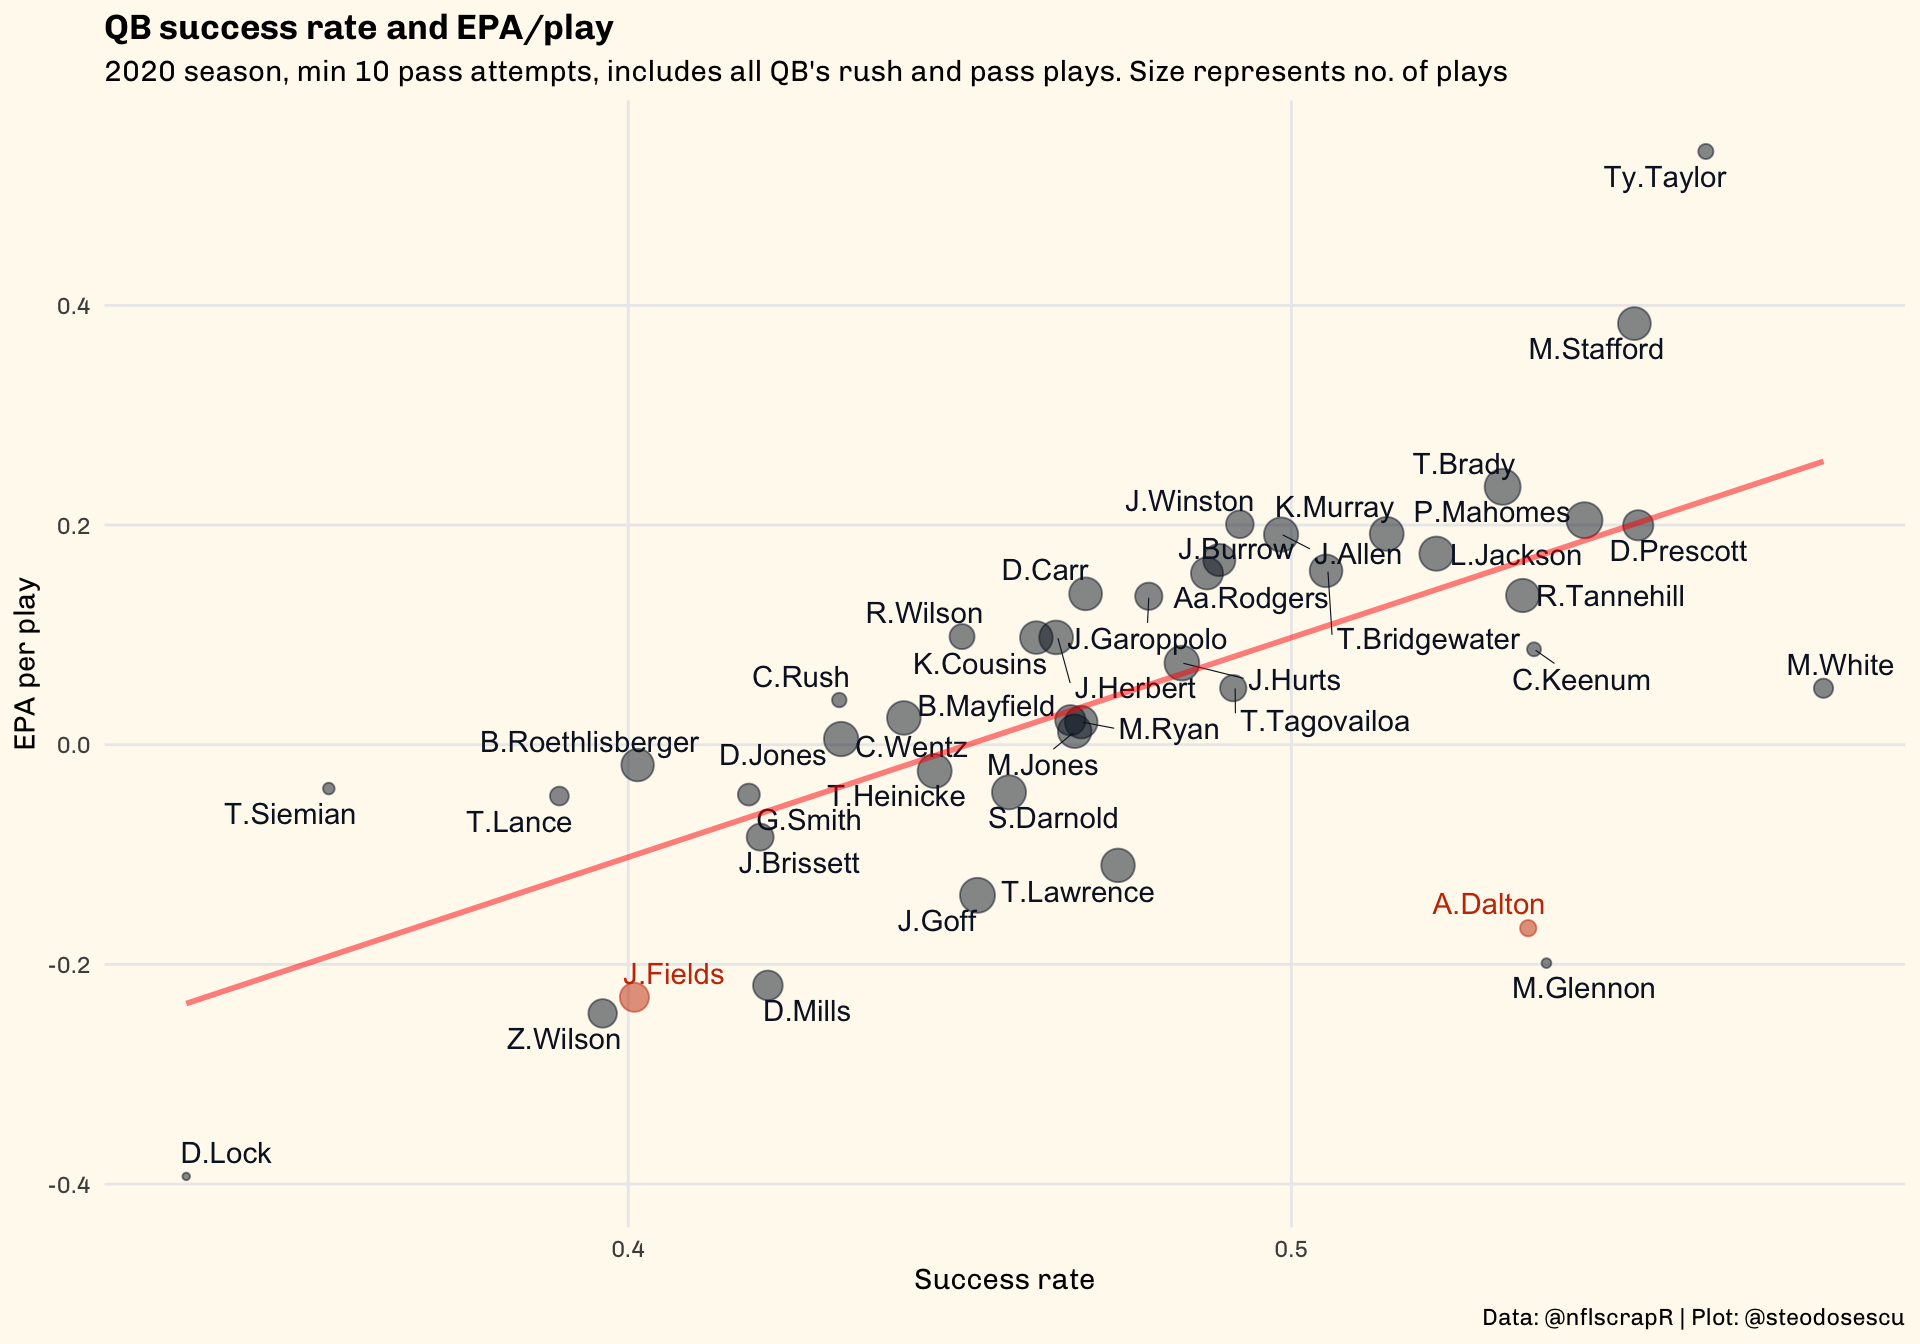 QB success rate and EPA/play
2020 season, min 10 pass attempts, includes all QB's rush and pass plays. Size represents no. of plays
Ty.Taylor
0.4
M.Stafford
T.Brady
J.Winston
K.Murray
P.Mahomes
0.2
J.Burrow
J.Allen
L.Jackson
D.Prescott
D.Carr
Aa.Rodgers
R.Tannehill
R.Wilson
J.Garoppolo
T.Bridgewater
K.Cousins
M.White
C.Rush
J.Herbert
J.Hurts
C.Keenum
B.Mayfield
T.Tagovailoa
M.Ryan
0.0
B.Roethlisberger
D.Jones
C.Wentz
M.Jones
T.Heinicke
T.Siemian
T.Lance
G.Smith
S.Darnold
J.Brissett
T.Lawrence
A.Dalton
J.Goff
-0.2
J.Fields
M.Glennon
D.Mills
Z.Wilson
D.Lock
-0.4
EPA per play
0.4
0.5
Success rate
Data: @nflscrapR | Plot: @steodosescu